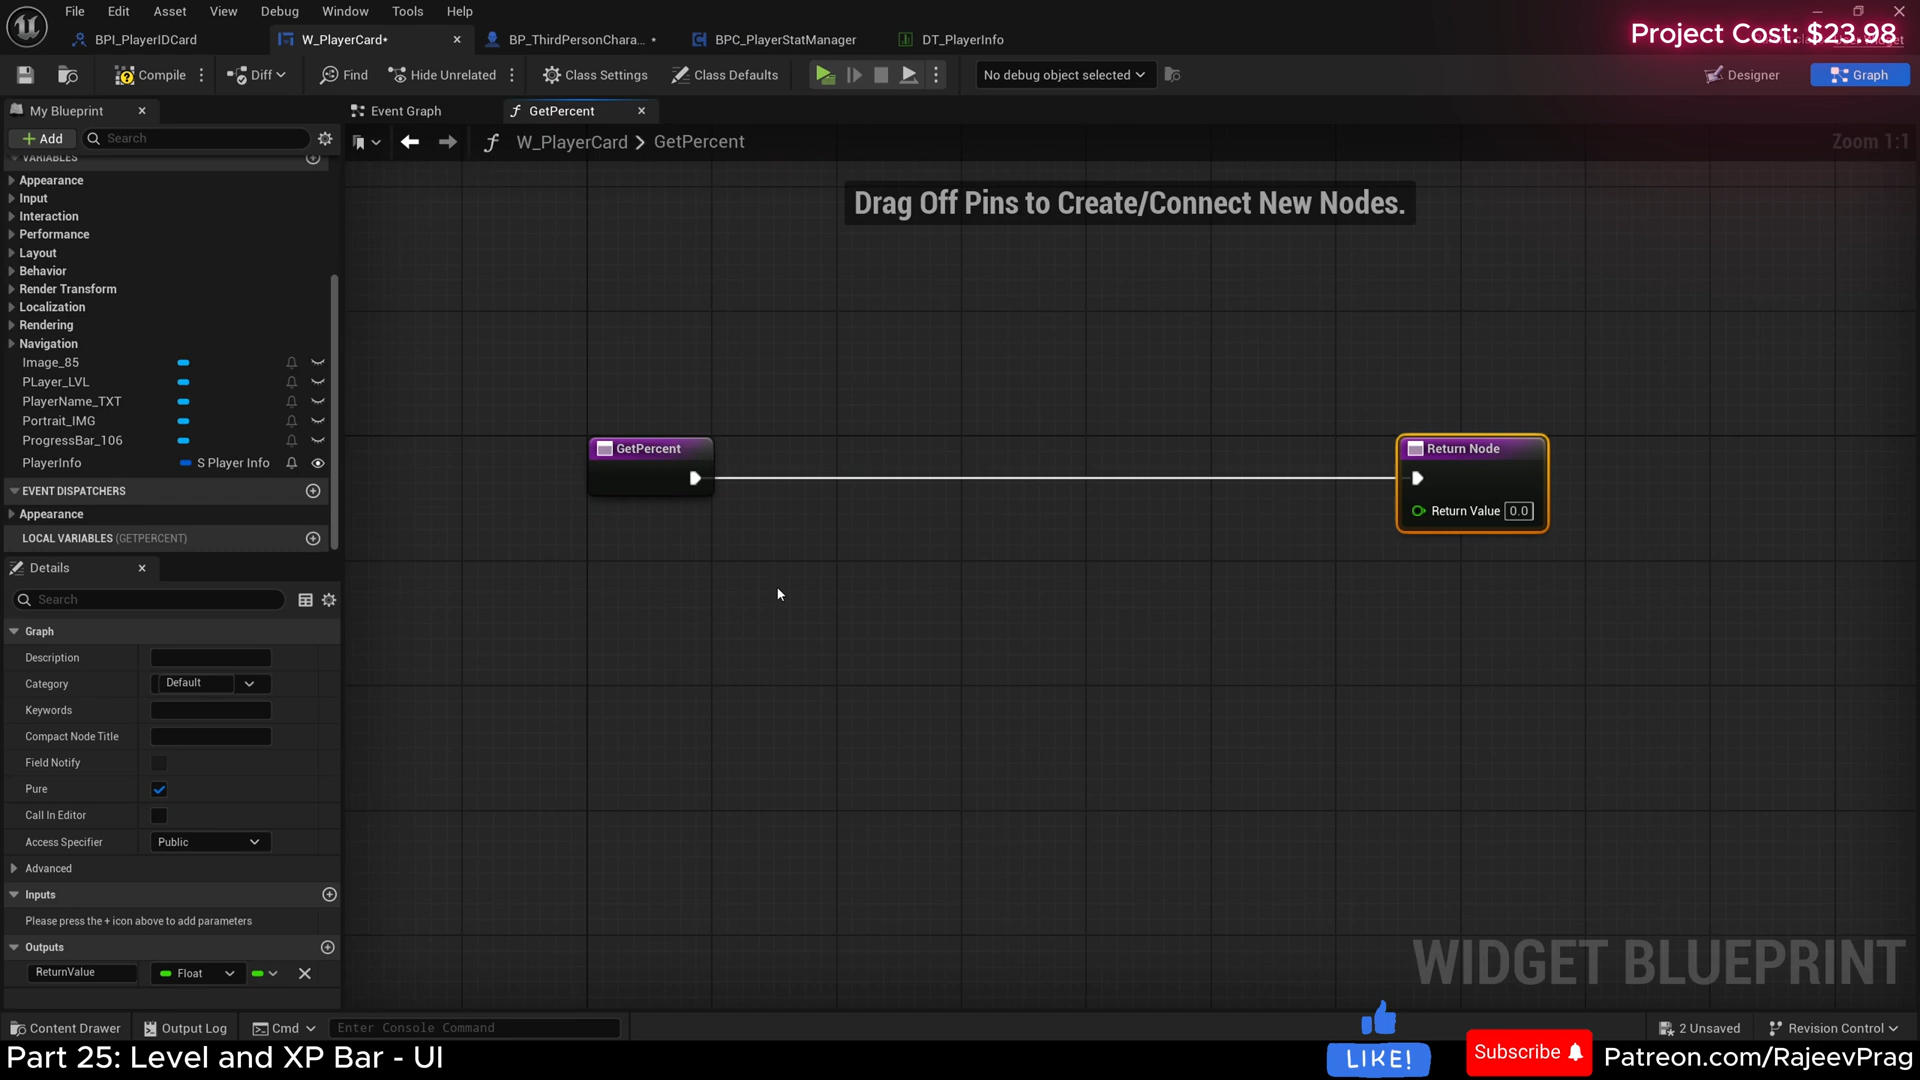 File Edit Asset View Debug Window Tools Help
BPI_PlayerIDCard W_PlayerCard* BP_ThirdPersonChara... * BPC_PlayerStatManager DT_PlayerInfo
Project Cost: $23.98
Compile Diff Find Hide Unrelated Class Settings Class Defaults No debug object selected Designer Graph
My Blueprint Event Graph GetPercent
Add Search W_PlayerCard > GetPercent Zoom 1:1
VARIABLES
Appearance
Input
Interaction
Performance
Layout
Behavior
Render Transform
Localization
Rendering
Navigation
Image_85
PLayer_LVL
PlayerName_TXT
Portrait_IMG
ProgressBar_106
PlayerInfo S Player Info
EVENT DISPATCHERS
Appearance
LOCAL VARIABLES (GETPERCENT)
Drag Off Pins to Create/Connect New Nodes.
GetPercent
Return Node
Return Value 0.0
Details
Search
Graph
Description
Category Default
Keywords
Compact Node Title
Field Notify
Pure
Call In Editor
Access Specifier Public
Advanced
Inputs
Please press the + icon above to add parameters
Outputs
ReturnValue Float
WIDGET BLUEPRINT
Content Drawer Output Log Cmd Enter Console Command 2 Unsaved Revision Control
Part 25: Level and XP Bar - UI LIKE! Subscribe Patreon.com/RajeevPrag